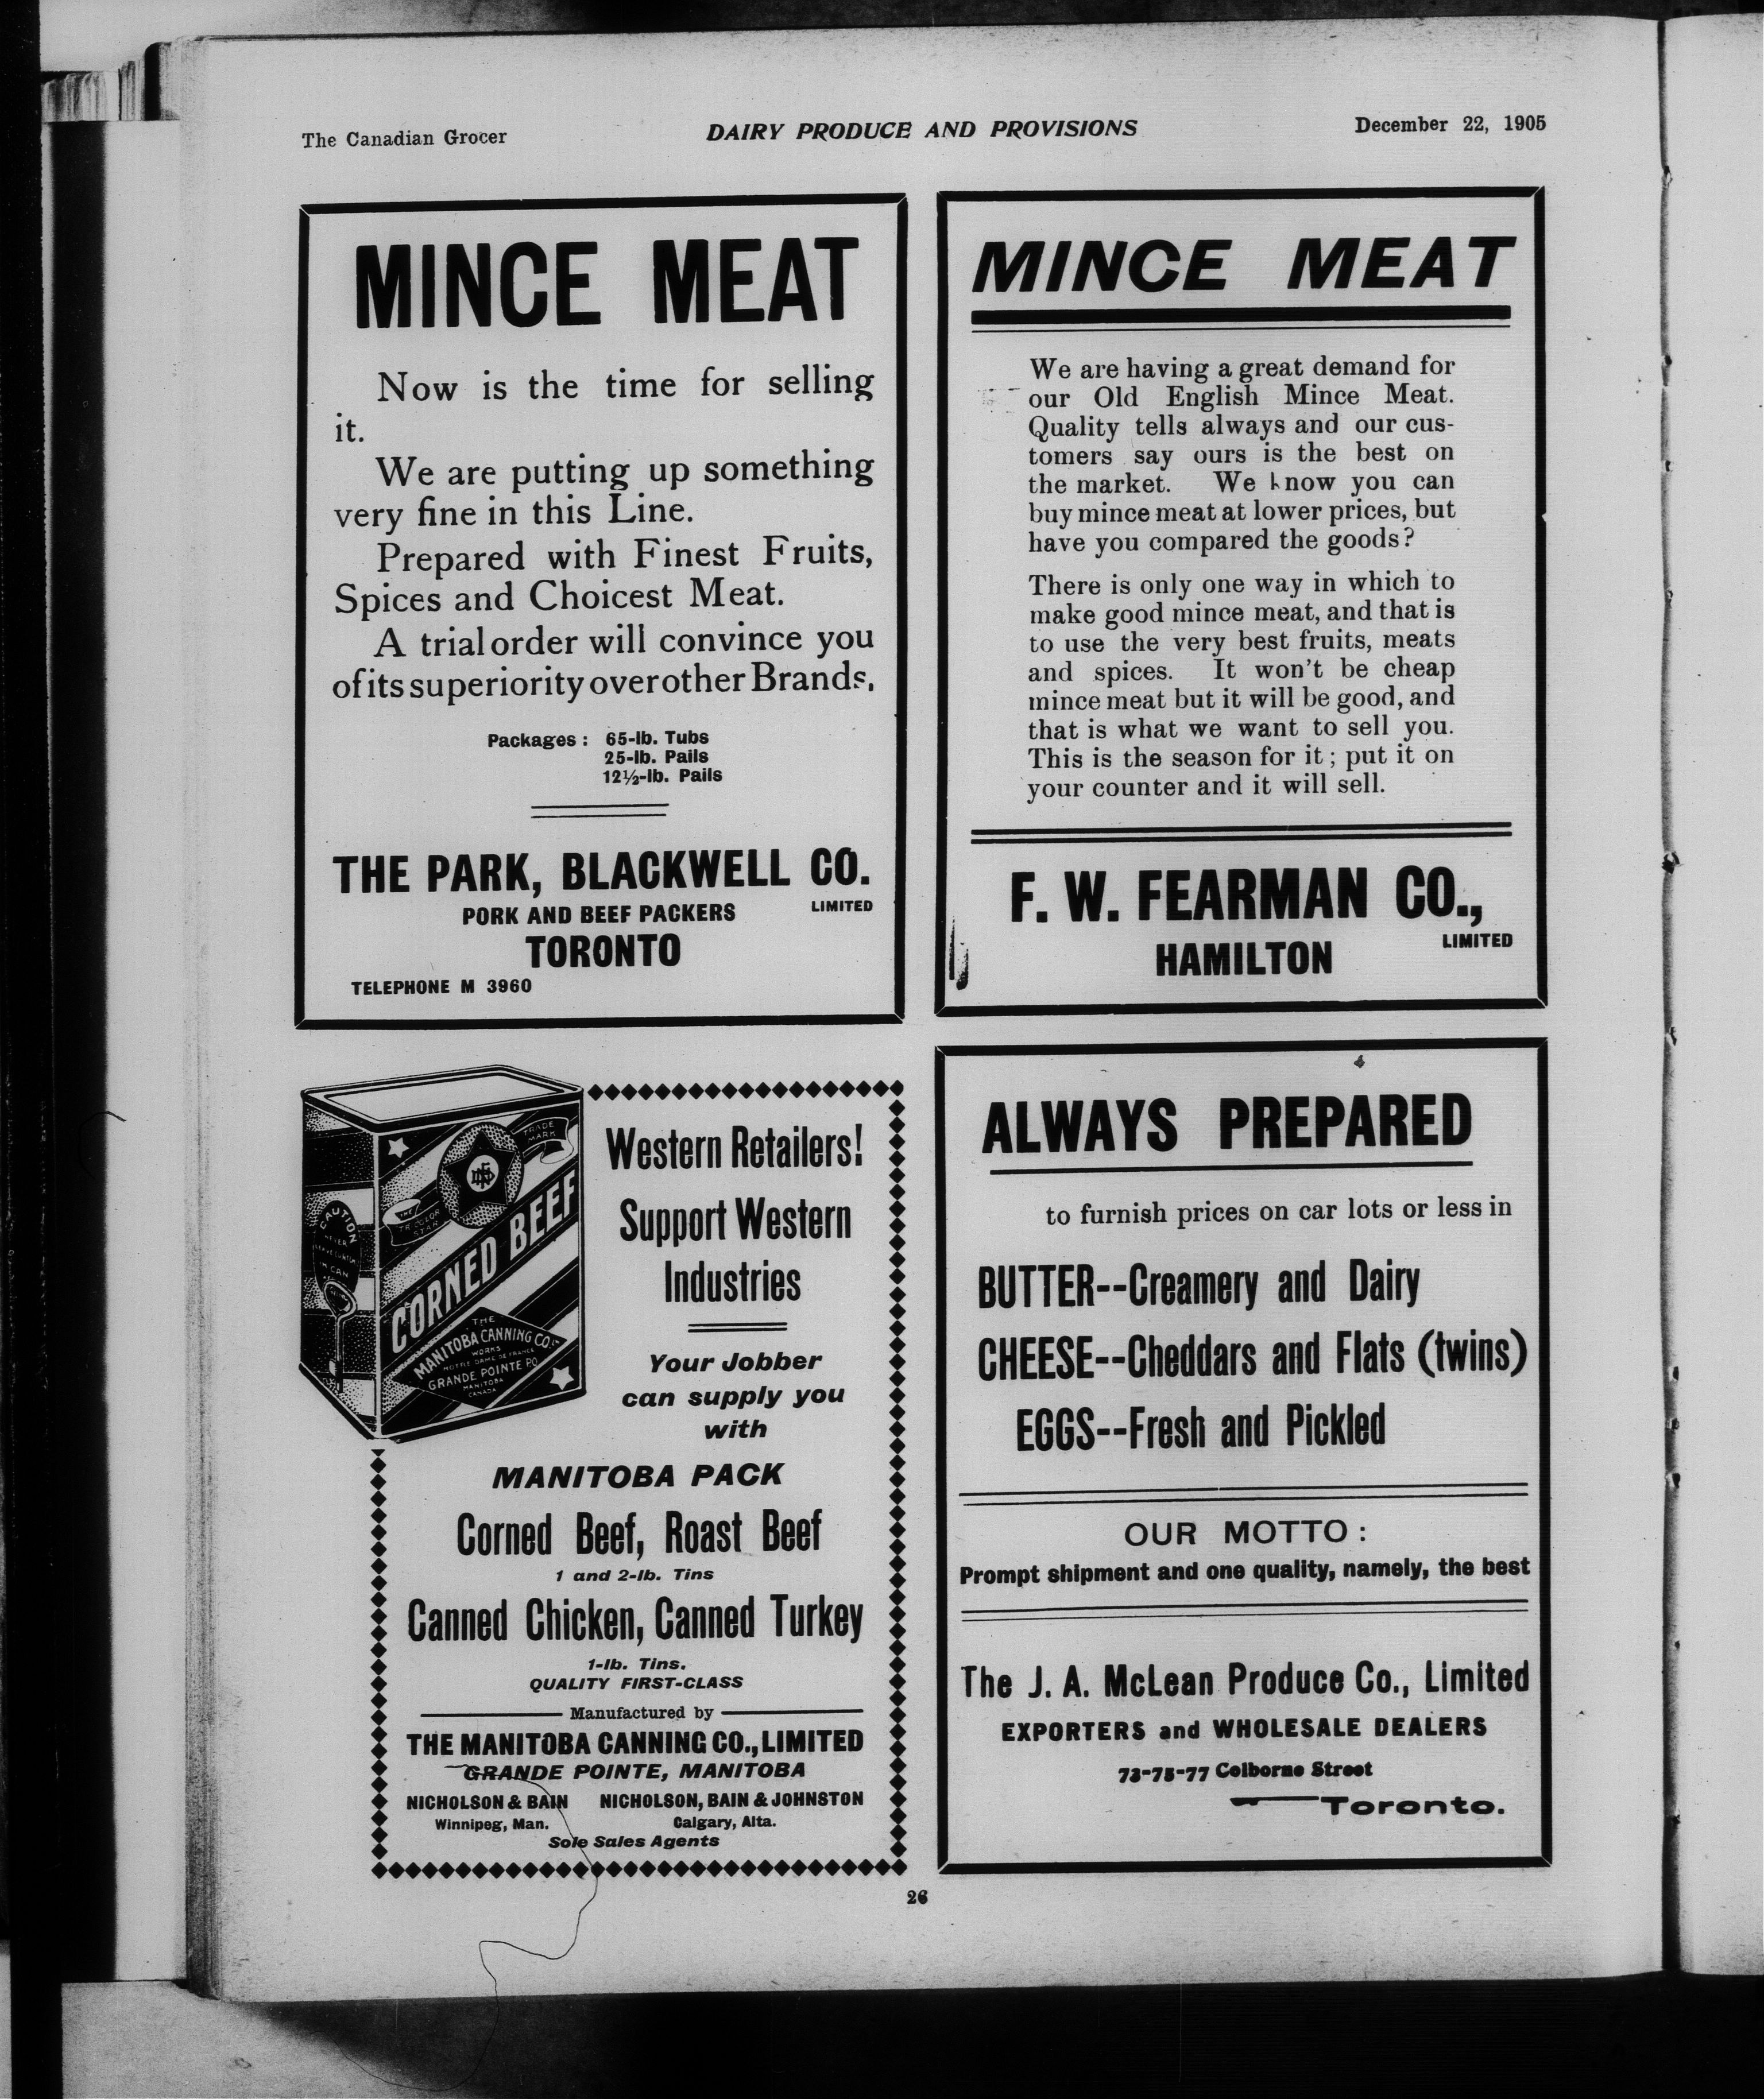 The Canadian Grocer
DAIRY PRODUCE AND PROVISIONS
December 22, 1905
MINCE MEAT
Now is the time for selling
it.
We are putting up something
very fine in this Line.
Prepared with Finest Fruits,
Spices and Choicest Meat.
A trial order will convince you
of its superiority over other Brands.
Packages: 65-lb. Tubs
25-lb. Pails
12½-lb. Pails
THE PARK, BLACKWELL CO.
LIMITED
PORK AND BEEF PACKERS
TORONTO
TELEPHONE M 3960
MINCE MEAT
We are having a great demand for
our Old English Mince Meat.
Quality tells always and our cus-
tomers say ours is the best on
the market. We know you can
buy mince meat at lower prices, but
have you compared the goods?
There is only one way in which to
make good mince meat, and that is
to use the very best fruits, meats
and spices. It won't be cheap
mince meat but it will be good, and
that is what we want to sell you.
This is the season for it; put it on
your counter and it will sell.
F. W. FEARMAN CO.,
LIMITED
HAMILTON
TRADE
MARK
THE
TRICOLOR
STAR
CAUTION
CORNED BEEF
THE
MANITOBA CANNING CO.
WORKS
NOTRE DAME DE FRANCE
GRANDE POINTE P.O.
MANITOBA
CANADA
Western Retailers!
Support Western
Industries
Your Jobber
can supply you
with
MANITOBA PACK
Corned Beef, Roast Beef
1 and 2-lb. Tins
Canned Chicken, Canned Turkey
1-lb. Tins.
QUALITY FIRST-CLASS
Manufactured by
THE MANITOBA CANNING CO., LIMITED
GRANDE POINTE, MANITOBA
NICHOLSON & BAIN NICHOLSON, BAIN & JOHNSTON
Winnipeg, Man. Calgary, Alta.
Sole Sales Agents
ALWAYS PREPARED
to furnish prices on car lots or less in
BUTTER--Creamery and Dairy
CHEESE--Cheddars and Flats (twins)
EGGS--Fresh and Pickled
OUR MOTTO:
Prompt shipment and one quality, namely, the best
The J. A. McLean Produce Co., Limited
EXPORTERS and WHOLESALE DEALERS
73-75-77 Colborne Street
Toronto.
26